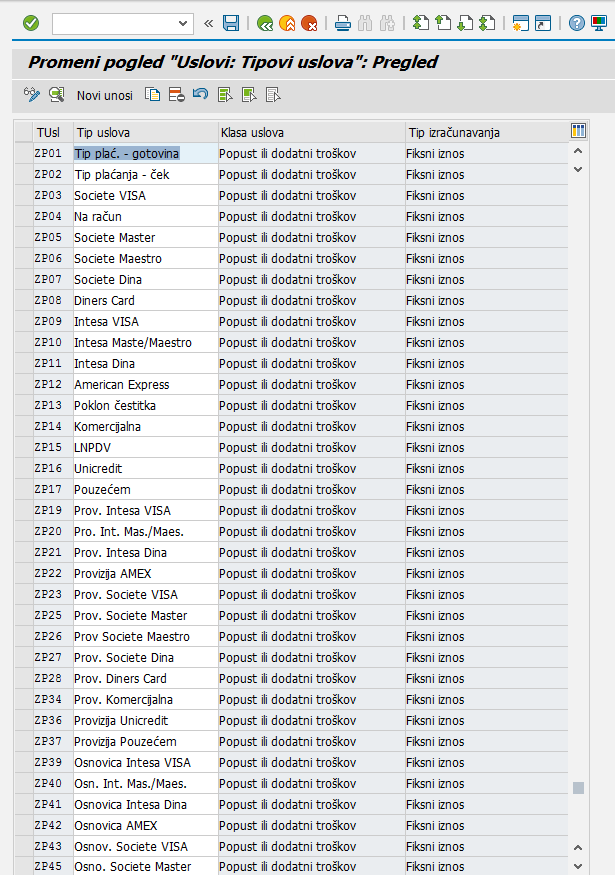 Promeni pogled "Uslovi: Tipovi uslova": Pregled
Novi unosi
TUsl Tip uslova Klasa uslova Tip izračunavanja
ZP01 Tip plać. - gotovina Popust ili dodatni troškov Fiksni iznos
ZP02 Tip plaćanja - ček Popust ili dodatni troškov Fiksni iznos
ZP03 Societe VISA Popust ili dodatni troškov Fiksni iznos
ZP04 Na račun Popust ili dodatni troškov Fiksni iznos
ZP05 Societe Master Popust ili dodatni troškov Fiksni iznos
ZP06 Societe Maestro Popust ili dodatni troškov Fiksni iznos
ZP07 Societe Dina Popust ili dodatni troškov Fiksni iznos
ZP08 Diners Card Popust ili dodatni troškov Fiksni iznos
ZP09 Intesa VISA Popust ili dodatni troškov Fiksni iznos
ZP10 Intesa Maste/Maestro Popust ili dodatni troškov Fiksni iznos
ZP11 Intesa Dina Popust ili dodatni troškov Fiksni iznos
ZP12 American Express Popust ili dodatni troškov Fiksni iznos
ZP13 Poklon čestitka Popust ili dodatni troškov Fiksni iznos
ZP14 Komercijalna Popust ili dodatni troškov Fiksni iznos
ZP15 LNPDV Popust ili dodatni troškov Fiksni iznos
ZP16 Unicredit Popust ili dodatni troškov Fiksni iznos
ZP17 Pouzećem Popust ili dodatni troškov Fiksni iznos
ZP19 Prov. Intesa VISA Popust ili dodatni troškov Fiksni iznos
ZP20 Pro. Int. Mas./Maes. Popust ili dodatni troškov Fiksni iznos
ZP21 Prov. Intesa Dina Popust ili dodatni troškov Fiksni iznos
ZP22 Provizija AMEX Popust ili dodatni troškov Fiksni iznos
ZP23 Prov. Societe VISA Popust ili dodatni troškov Fiksni iznos
ZP25 Prov. Societe Master Popust ili dodatni troškov Fiksni iznos
ZP26 Prov Societe Maestro Popust ili dodatni troškov Fiksni iznos
ZP27 Prov. Societe Dina Popust ili dodatni troškov Fiksni iznos
ZP28 Prov. Diners Card Popust ili dodatni troškov Fiksni iznos
ZP34 Prov. Komercijalna Popust ili dodatni troškov Fiksni iznos
ZP36 Provizija Unicredit Popust ili dodatni troškov Fiksni iznos
ZP37 Provizija Pouzećem Popust ili dodatni troškov Fiksni iznos
ZP39 Osnovica Intesa VISA Popust ili dodatni troškov Fiksni iznos
ZP40 Osn. Int. Mas./Maes. Popust ili dodatni troškov Fiksni iznos
ZP41 Osnovica Intesa Dina Popust ili dodatni troškov Fiksni iznos
ZP42 Osnovica AMEX Popust ili dodatni troškov Fiksni iznos
ZP43 Osnov. Societe VISA Popust ili dodatni troškov Fiksni iznos
ZP45 Osno. Societe Master Popust ili dodatni troškov Fiksni iznos